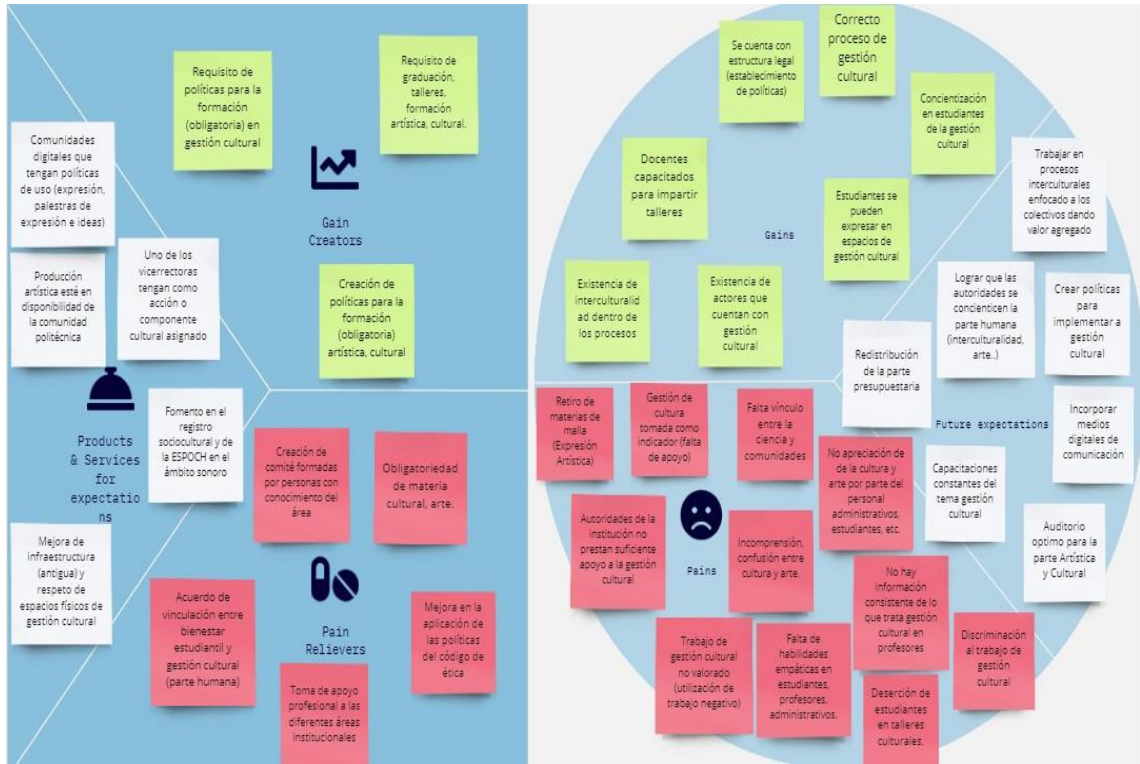 Requisito de
políticas para la
formación
(obligatoria) en
gestión cultural
Requisito de
graduación,
talleres,
formación
artística, cultural.
Gain
Creators
Creación de
políticas para la
formación
(obligatoria)
artística, cultural
Comunidades
digitales que
tengan políticas
de uso (expresión,
palestras de
expresión e ideas)
Uno de los
vicerrectoras
tengan como
acción o
componente
cultural asignado
Producción
artística esté en
disponibilidad de
la comunidad
politécnica
Products
& Services
for
expectatio
ns
Fomento en el
registro
sociocultural y de
la ESPOCH en el
ámbito sonoro
Mejora de
infraestructura
(antigua) y
respeto de
espacios físicos de
gestión cultural
Creación de
comité formadas
por personas con
conocimiento del
área
Obligatoriedad
de materia
cultural, arte.
Pain
Relievers
Acuerdo de
vinculación entre
bienestar
estudiantil y
gestión cultural
(parte humana)
Toma de apoyo
profesional a las
diferentes áreas
institucionales
Mejora en la
aplicación de
las políticas
del código de
ética
Se cuenta con
estructura legal
(establecimiento
de políticas)
Correcto
proceso de
gestión
cultural
Concientización
en estudiantes
de la gestión
cultural
Docentes
capacitados
para impartir
talleres
Gains
Estudiantes se
pueden
expresar en
espacios de
gestión cultural
Existencia de
interculturalid
ad dentro de
los procesos
Existencia de
actores que
cuentan con
gestión
cultural
Trabajar en
procesos
interculturales
enfocado a los
colectivos dando
valor agregado
Lograr que las
autoridades se
concienticen la
parte humana
(interculturalidad,
arte..)
Crear políticas
para
implementar a
gestión
cultural
Redistribución
de la parte
presupuestaria
Future expectations
Incorporar
medios
digitales de
comunicación
Capacitaciones
constantes del
tema gestión
cultural
Auditorio
optimo para la
parte Artística
y Cultural
Retiro de
materias de
malla (Expresión
Artística)
Gestión de
cultura
tomada como
indicador (falta
de apoyo)
Falta vínculo
entre la
ciencia y
comunidades
No apreciación de
de la cultura y
arte por parte del
personal
administrativos,
estudiantes, etc.
Autoridades de la
institución no
prestan suficiente
apoyo a la gestión
cultural
Pains
Incomprensión,
confusión entre
cultura y arte.
No hay
información
consistente de lo
que trata gestión
cultural en
profesores
Discriminación
al trabajo de
gestión
cultural
Trabajo de
gestión cultural
no valorado
(utilización de
trabajo negativo)
Falta de
habilidades
empáticas en
estudiantes,
profesores,
administrativos.
Deserción de
estudiantes
en talleres
culturales.